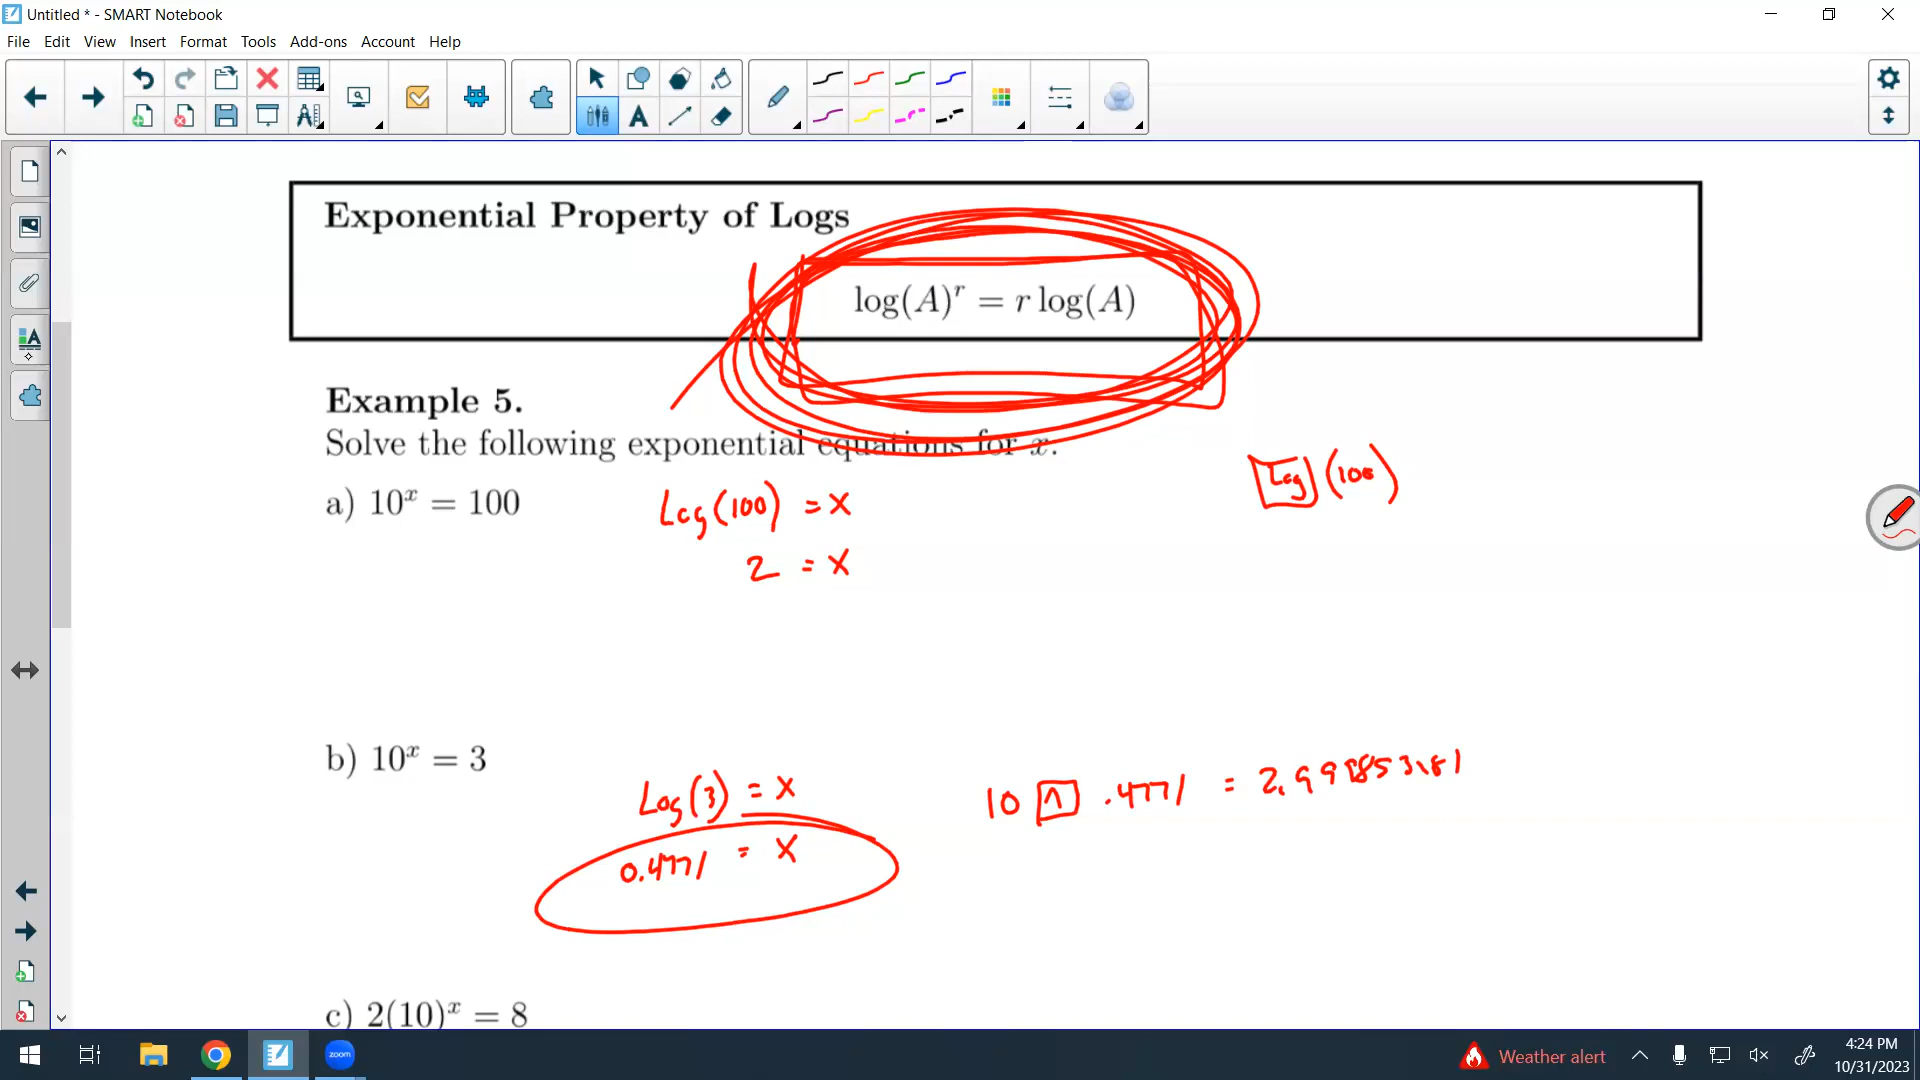 Untitled * - SMART Notebook
File Edit View Insert Format Tools Add-ons Account Help
Exponential Property of Logs
log(A)^r = r log(A)
Example 5.
Solve the following exponential equations for x.
Log (100)
a) 10^x = 100 Log(100) = x
2 = x
b) 10^x = 3
Log(3) = x 10 ^ .4771 =
0.4771 = x
c) 2(10)^x = 8
zoom
Weather alert
4:24 PM
10/31/2023